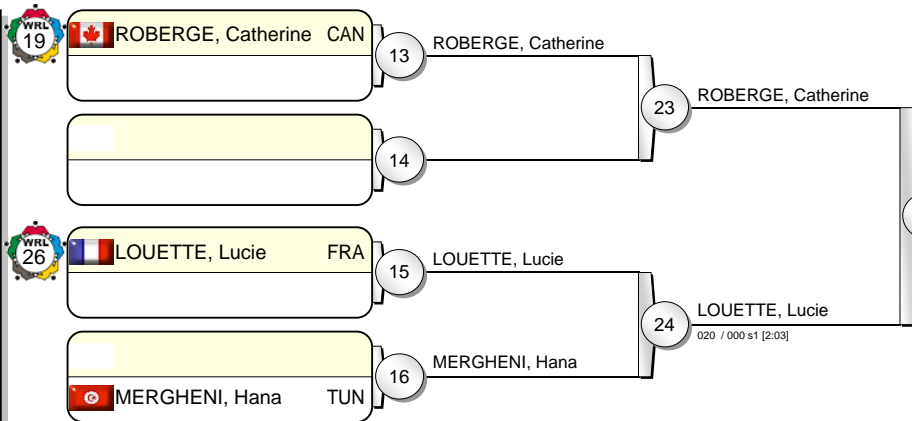 WRL
19
ROBERGE, Catherine CAN
13
ROBERGE, Catherine
23
ROBERGE, Catherine
14
WRL
26
LOUETTE, Lucie FRA
15
LOUETTE, Lucie
24
LOUETTE, Lucie
020 / 000 s1 [2:03]
16
MERGHENI, Hana
MERGHENI, Hana TUN